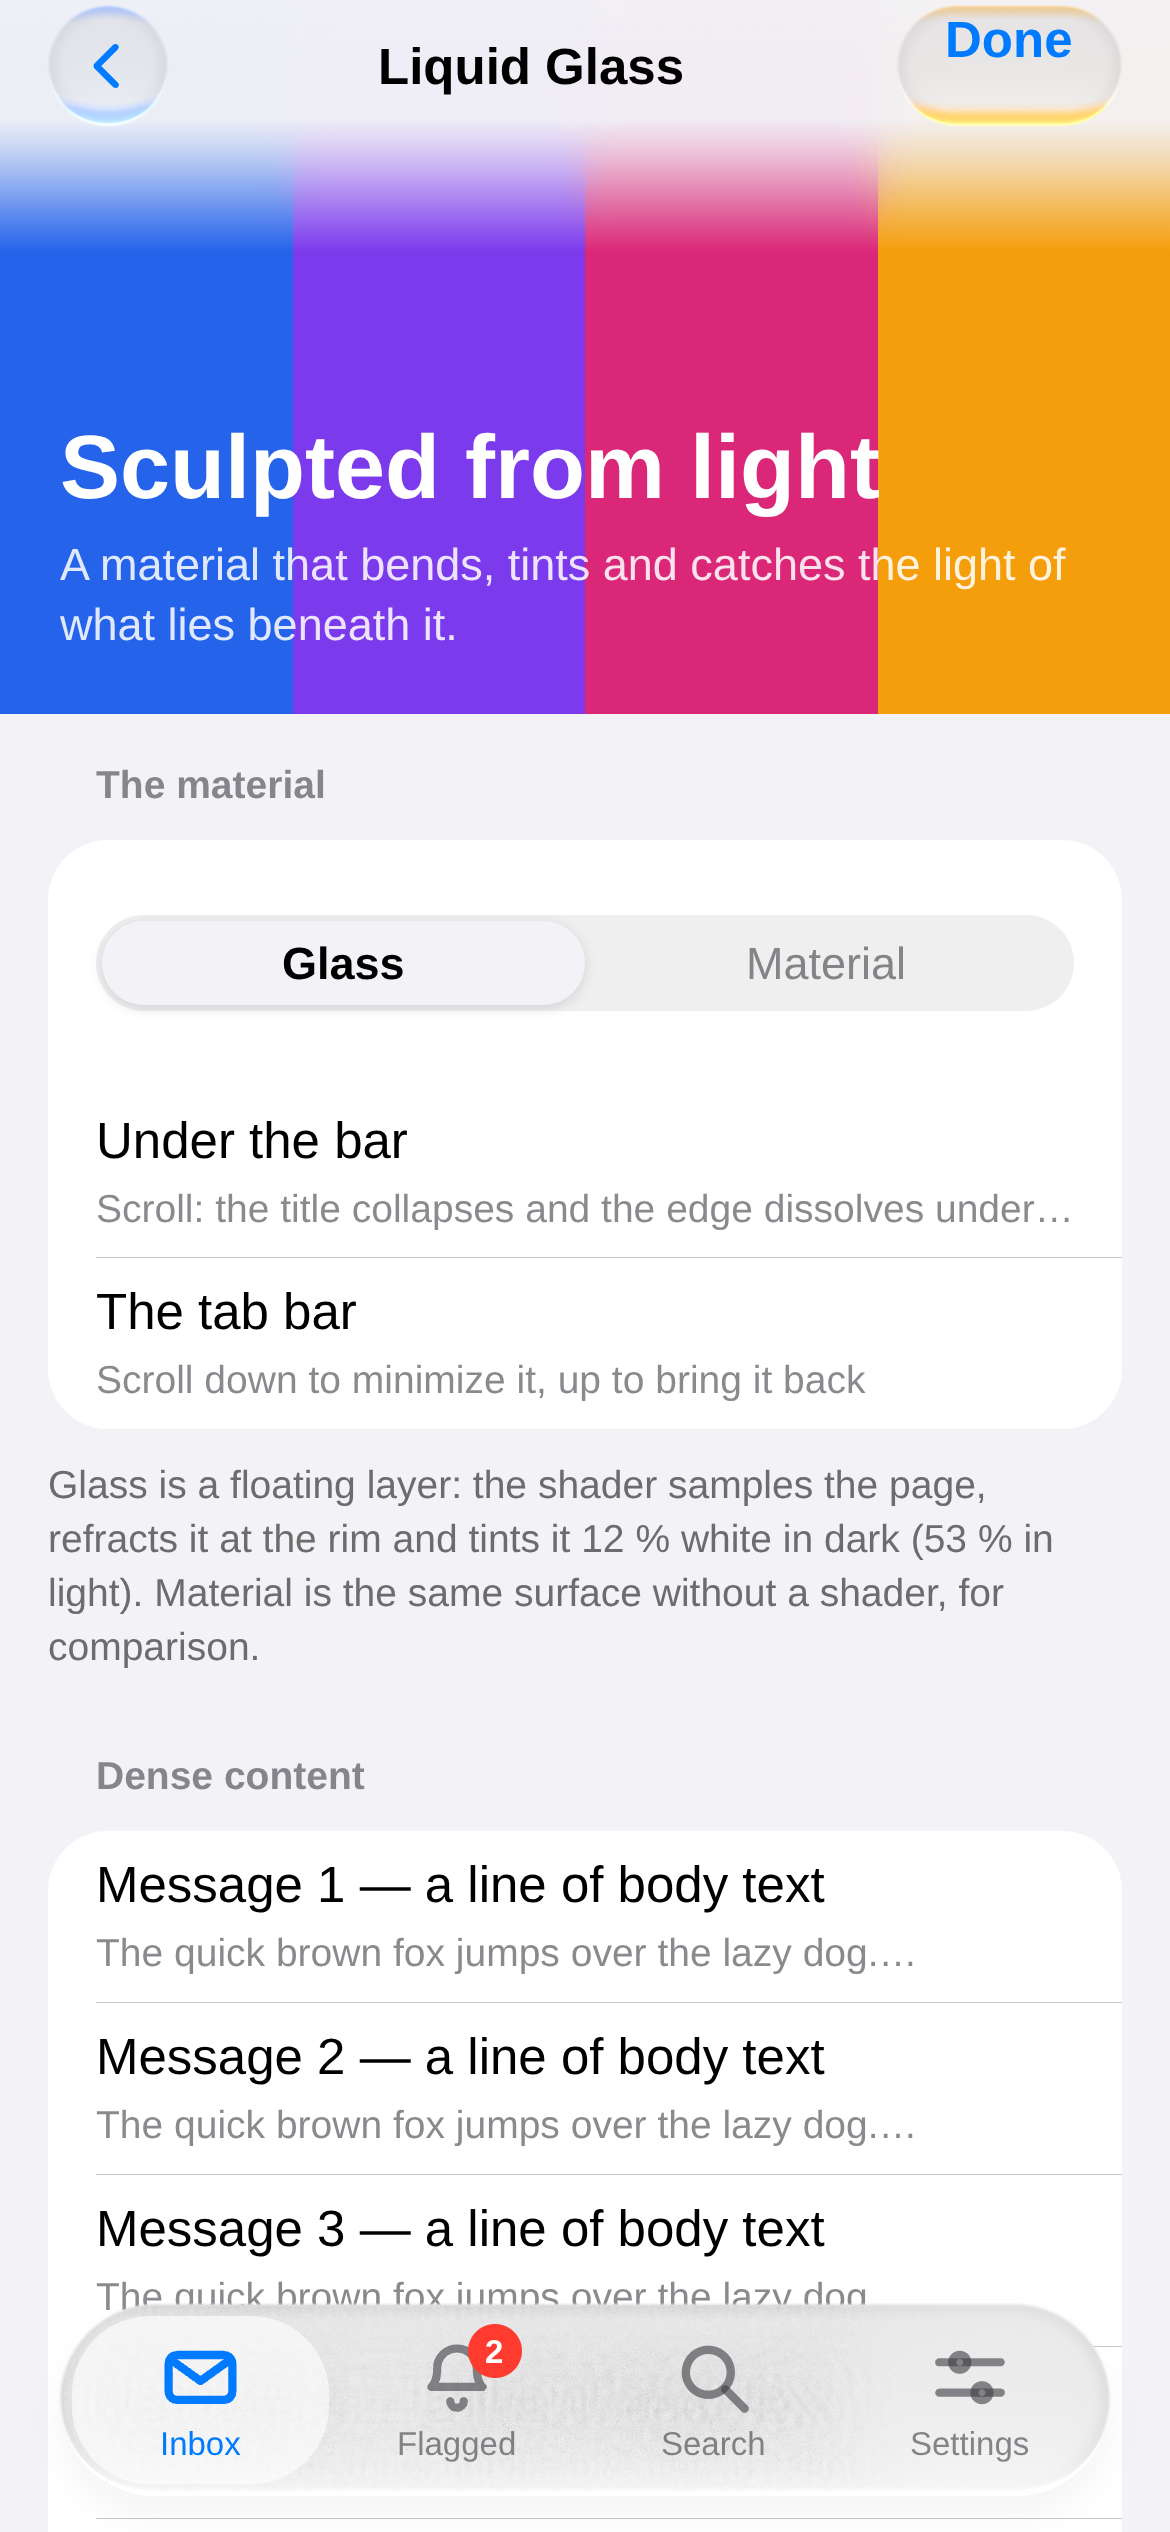 Liquid Glass
Done
Sculpted from light
A material that bends, tints and catches the light of
what lies beneath it.
The material
Glass
Material
Under the bar
Scroll: the title collapses and the edge dissolves under…
The tab bar
Scroll down to minimize it, up to bring it back
Glass is a floating layer: the shader samples the page,
refracts it at the rim and tints it 12 % white in dark (53 % in
light). Material is the same surface without a shader, for
comparison.
Dense content
Message 1 — a line of body text
The quick brown fox jumps over the lazy dog.…
Message 2 — a line of body text
The quick brown fox jumps over the lazy dog.…
Message 3 — a line of body text
The quick brown fox jumps over the lazy dog
2
Inbox
Flagged
Search
Settings